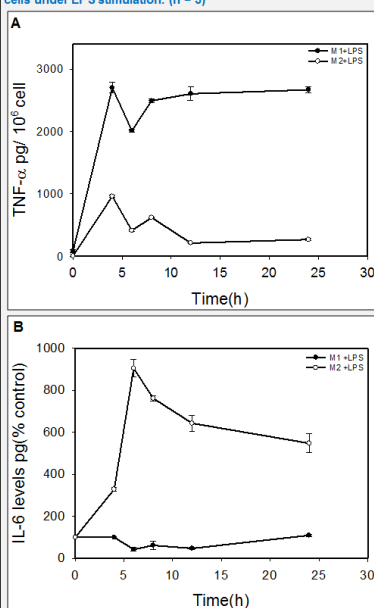 cells under LPS stimulation. (n = 3)
A
M1+LPS
M2+LPS
3000
2000
1000
0
TNF-α pg/ 10⁶ cell
0 5 10 15 20 25 30
Time(h)
B
M1 +LPS
M2 +LPS
1000
800
600
400
200
0
IL-6 levels pg(% control)
0 5 10 15 20 25 30
Time(h)